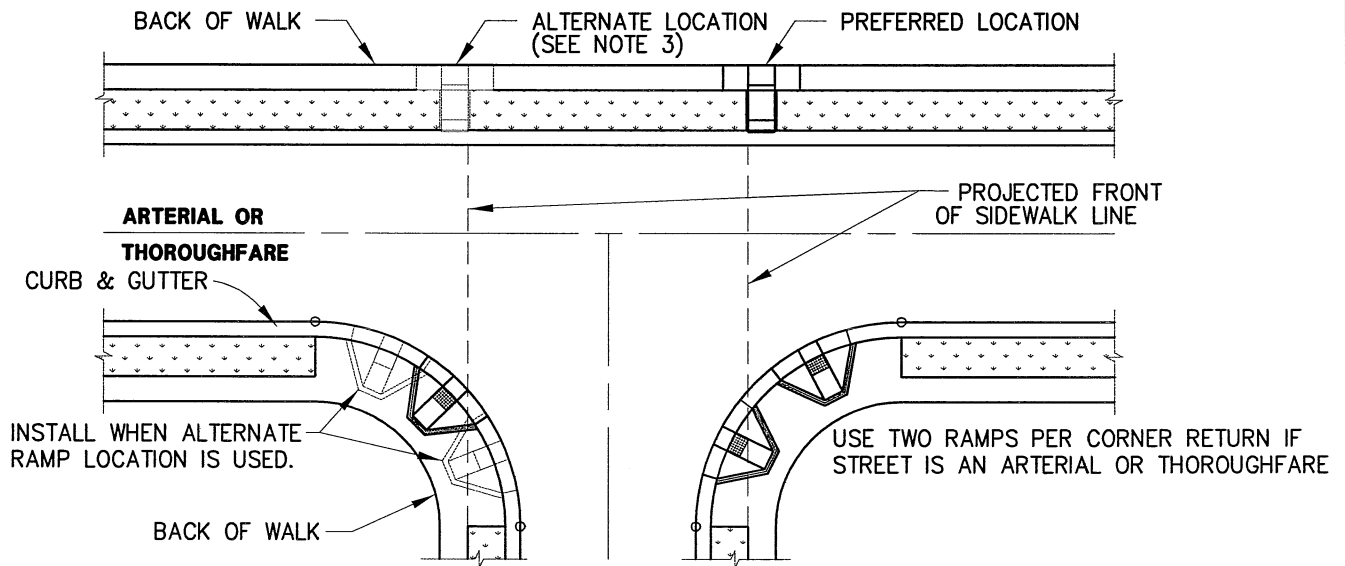 BACK OF WALK
ALTERNATE LOCATION
(SEE NOTE 3)
PREFERRED LOCATION
PROJECTED FRONT
OF SIDEWALK LINE
ARTERIAL OR
THOROUGHFARE
CURB & GUTTER
INSTALL WHEN ALTERNATE
RAMP LOCATION IS USED.
USE TWO RAMPS PER CORNER RETURN IF
STREET IS AN ARTERIAL OR THOROUGHFARE
BACK OF WALK